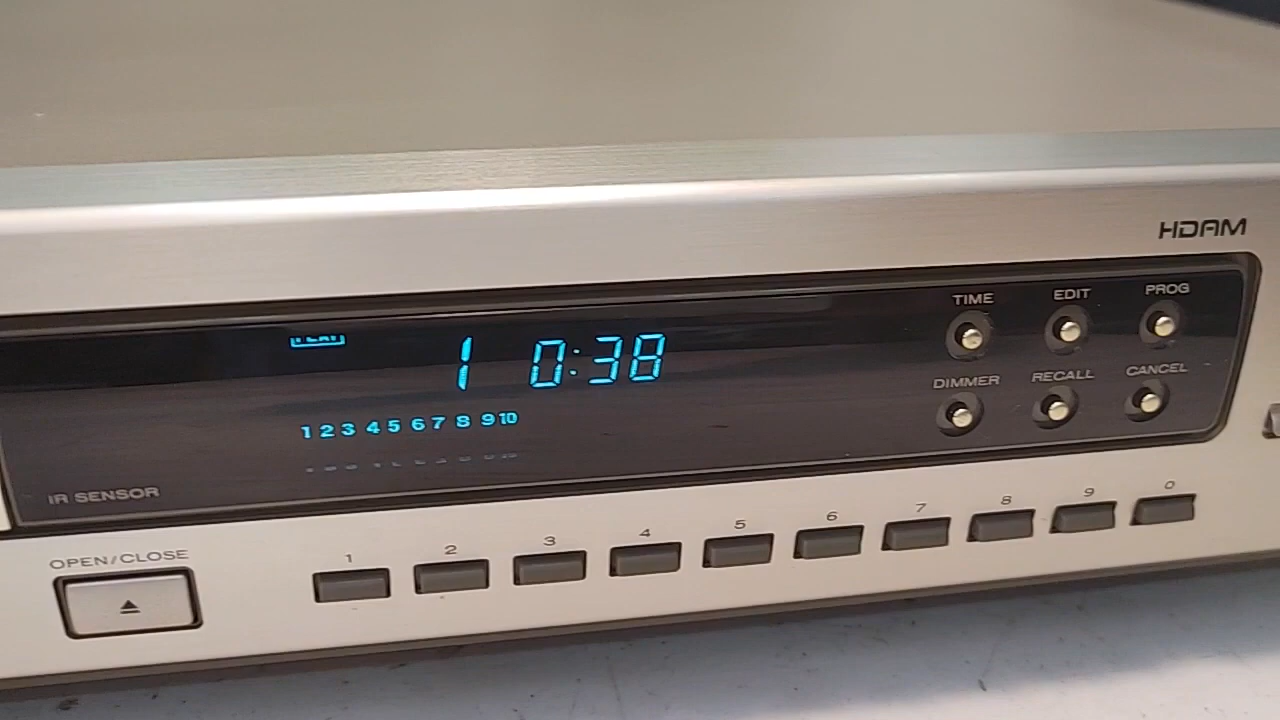 HDAM
TIME EDIT PROG
1 0:38
DIMMER RECALL CANCEL
1 2 3 4 5 6 7 8 9 10
IR SENSOR
OPEN/CLOSE
1 2 3 4 5 6 7 8 9 0